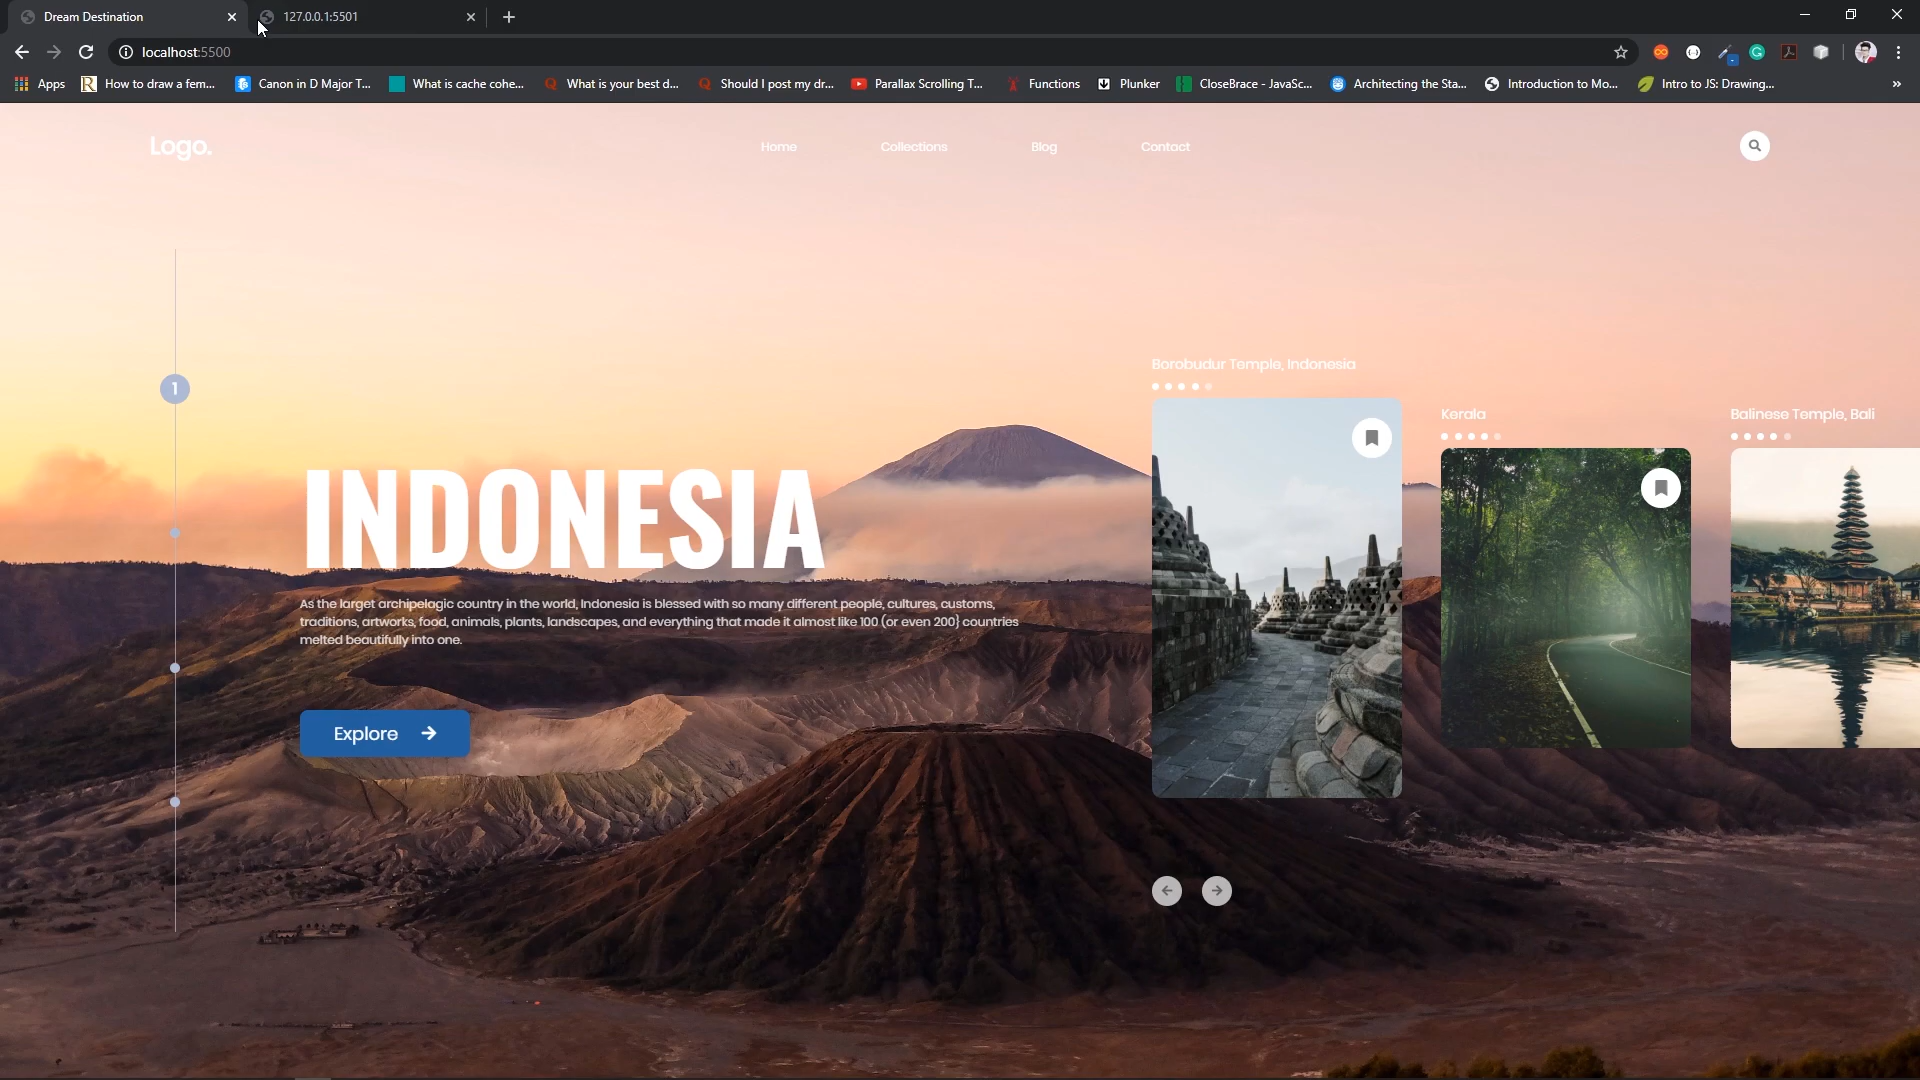 Dream Destination
127.0.0.1:5501
localhost:5500
Apps
How to draw a fem...
Canon in D Major T...
What is cache cohe...
What is your best d...
Should I post my dr...
Parallax Scrolling T...
Functions
Plunker
CloseBrace - JavaSc...
Architecting the Sta...
Introduction to Mo...
Intro to JS: Drawing...
Logo.
Home
Collections
Blog
Contact
1
INDONESIA
As the larget archipelagic country in the world, Indonesia is blessed with so many different people, cultures, customs,
traditions, artworks, food, animals, plants, landscapes, and everything that made it almost like 100 (or even 200} countries
melted beautifully into one.
Explore
Borobudur Temple, Indonesia
Kerala
Balinese Temple, Bali